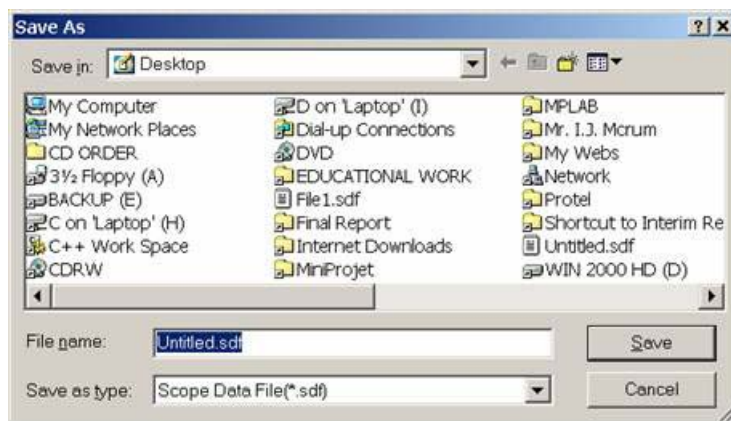 Save As
Save in: Desktop
My Computer
My Network Places
CD ORDER
3½ Floppy (A)
BACKUP (E)
C on 'Laptop' (H)
C++ Work Space
CDRW
D on 'Laptop' (I)
Dial-up Connections
DVD
EDUCATIONAL WORK
File1.sdf
Final Report
Internet Downloads
MiniProjet
MPLAB
Mr. I.J. Mcrum
My Webs
Network
Protel
Shortcut to Interim Re
Untitled.sdf
WIN 2000 HD (D)
File name: Untitled.sdf Save
Save as type: Scope Data File(*.sdf) Cancel